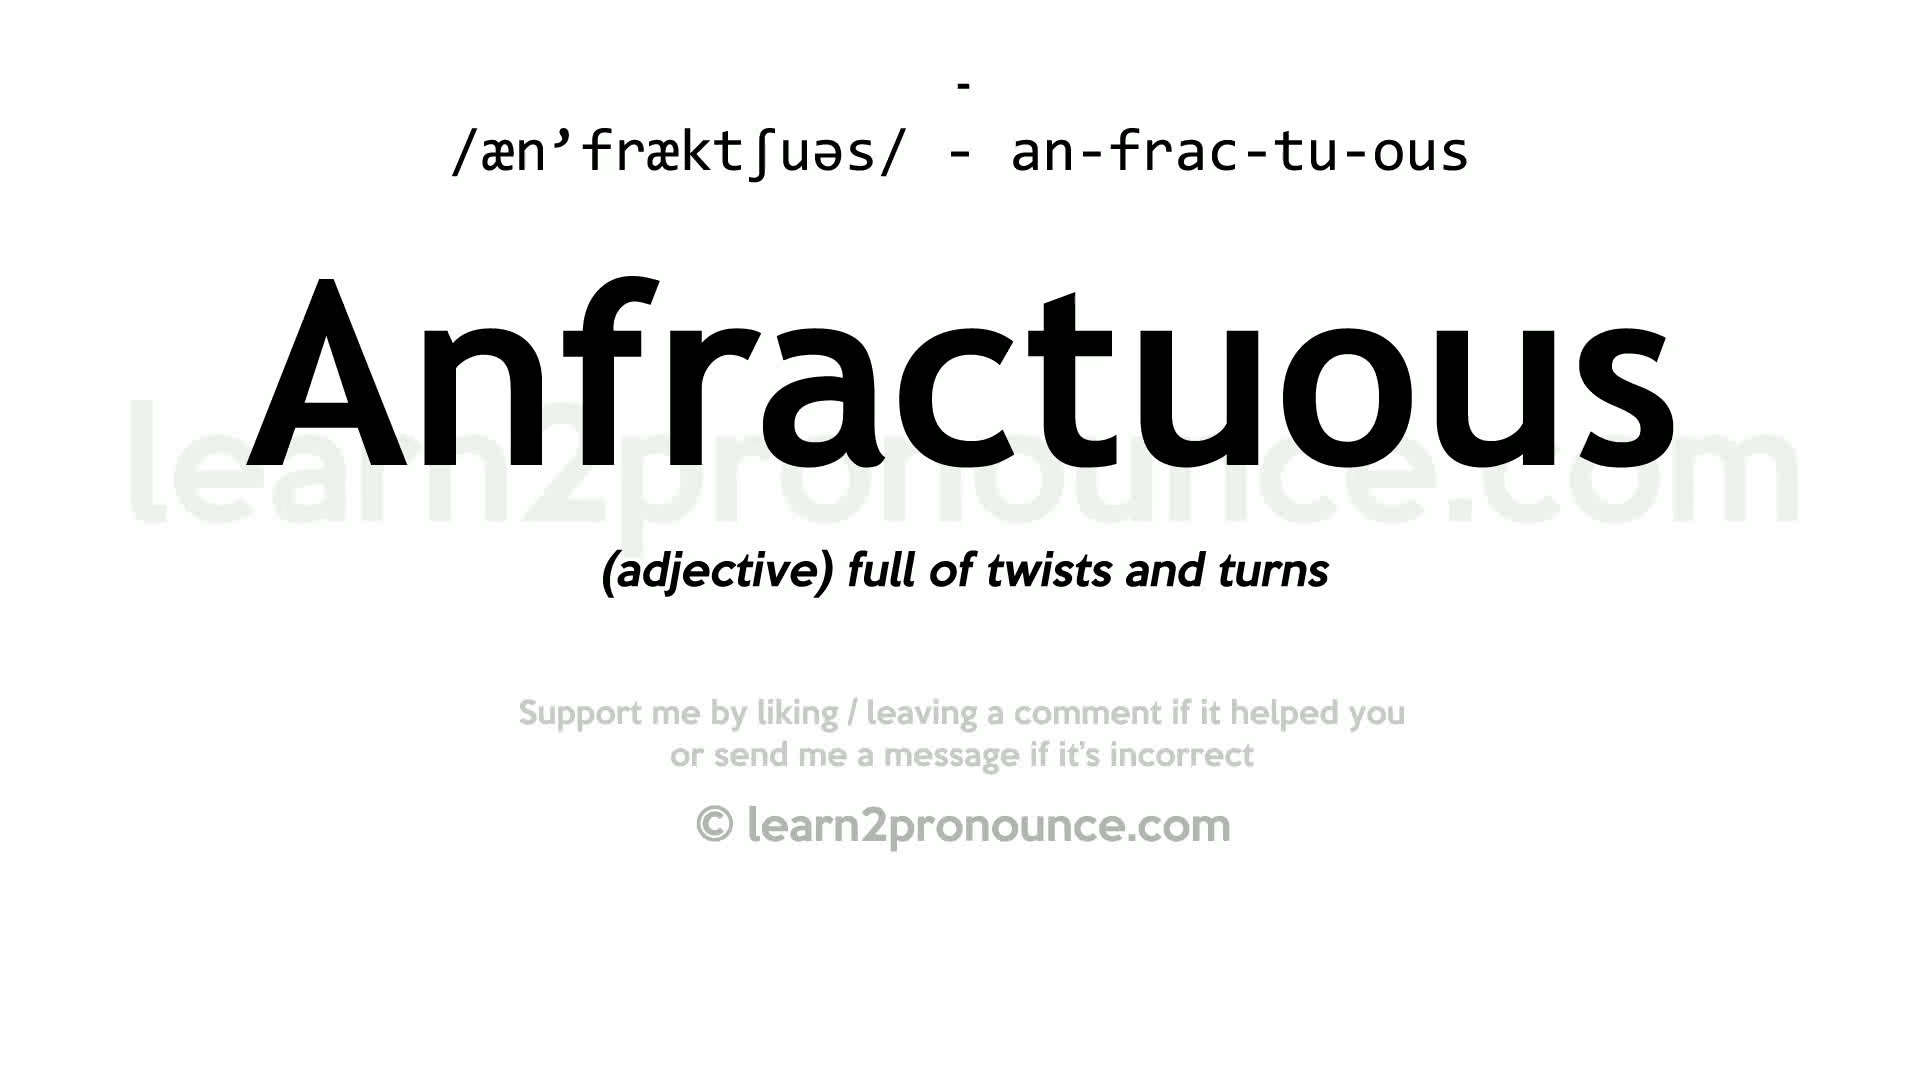 -
/æn’fræktʃuəs/ - an-frac-tu-ous
Anfractuous
learn2pronounce.com
(adjective) full of twists and turns
Support me by liking / leaving a comment if it helped you
or send me a message if it’s incorrect
© learn2pronounce.com